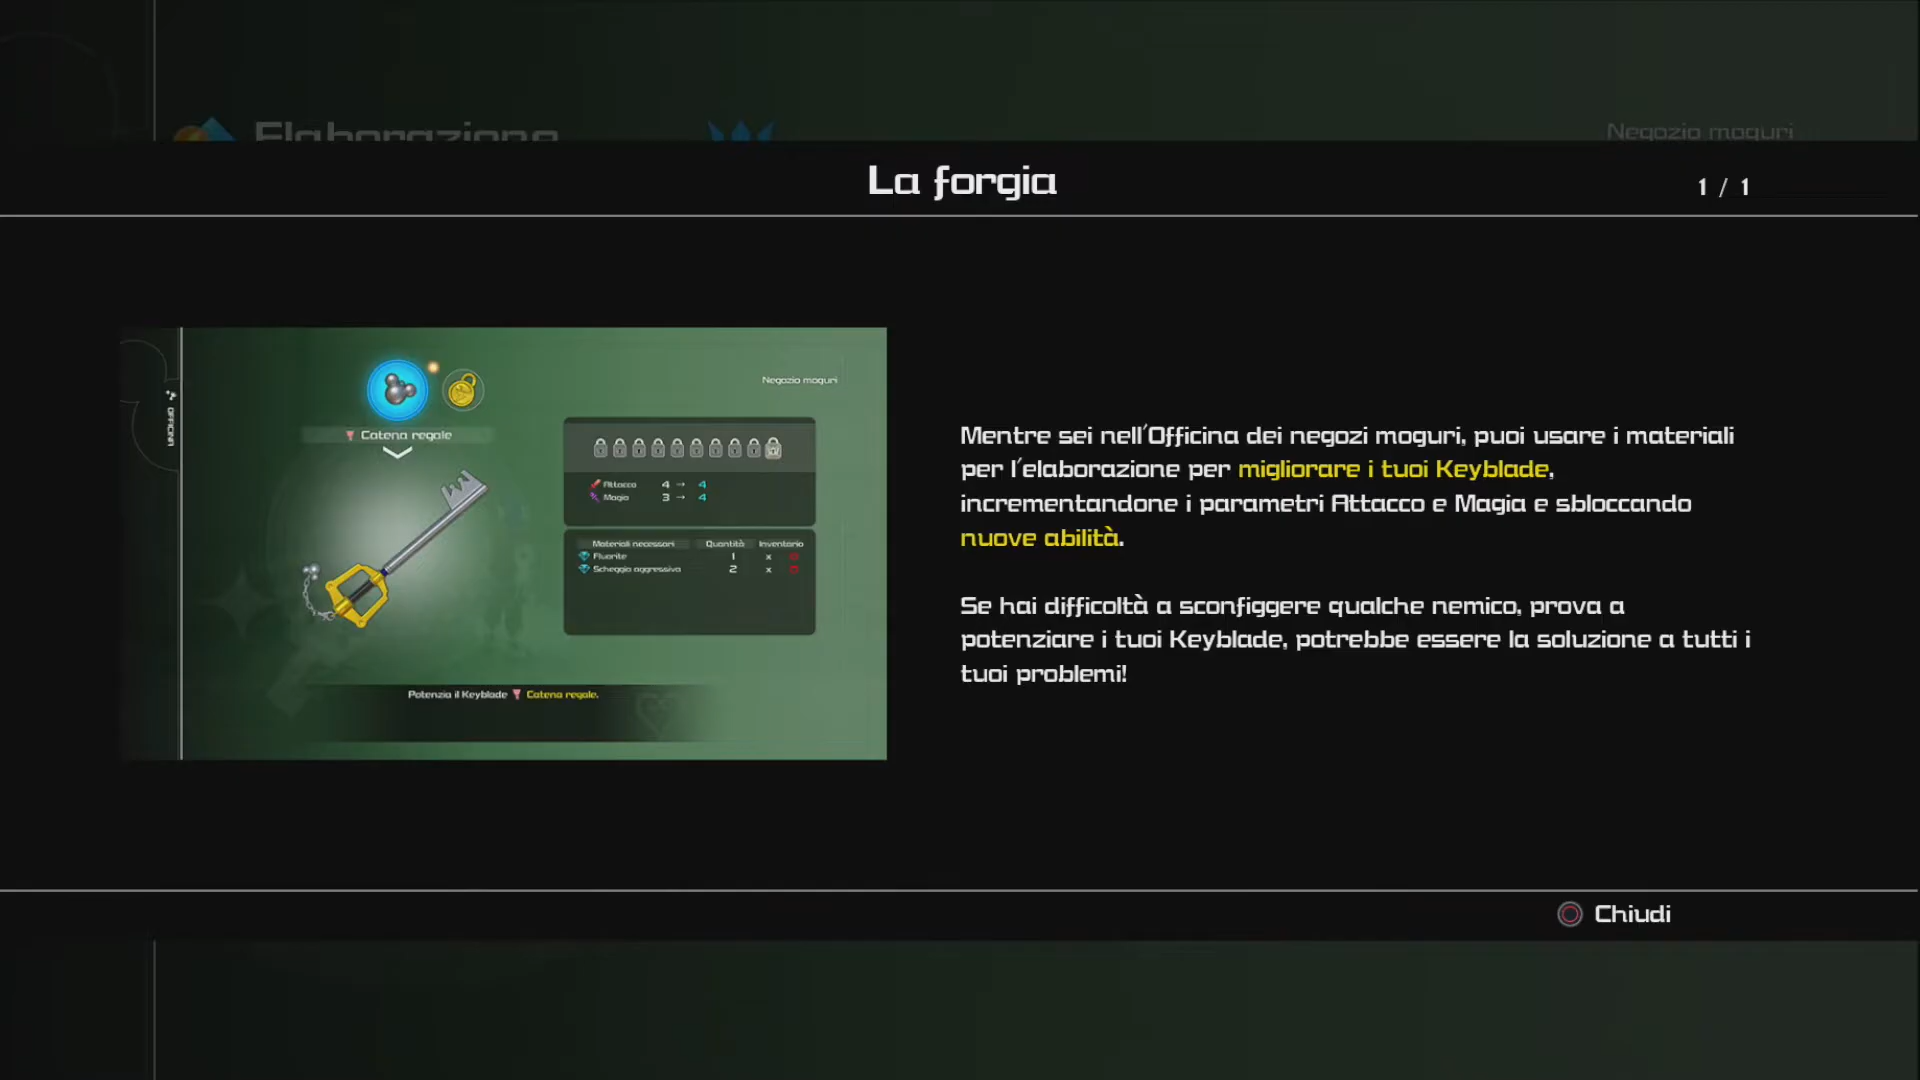 Elaborazione
Negozio moguri
La forgia
1 / 1
Negozio moguri
OFFICINA
Catena regale
Attacco 4 → 4
Magia 3 → 4
Materiali necessari Quantità Inventario
Fluorite 1 x
Scheggia aggressiva 2 x
Potenzia il Keyblade Catena regale.
Mentre sei nell'Officina dei negozi moguri, puoi usare i materiali
per l'elaborazione per migliorare i tuoi Keyblade,
incrementandone i parametri Attacco e Magia e sbloccando
nuove abilità.
Se hai difficoltà a sconfiggere qualche nemico, prova a
potenziare i tuoi Keyblade, potrebbe essere la soluzione a tutti i
tuoi problemi!
Chiudi